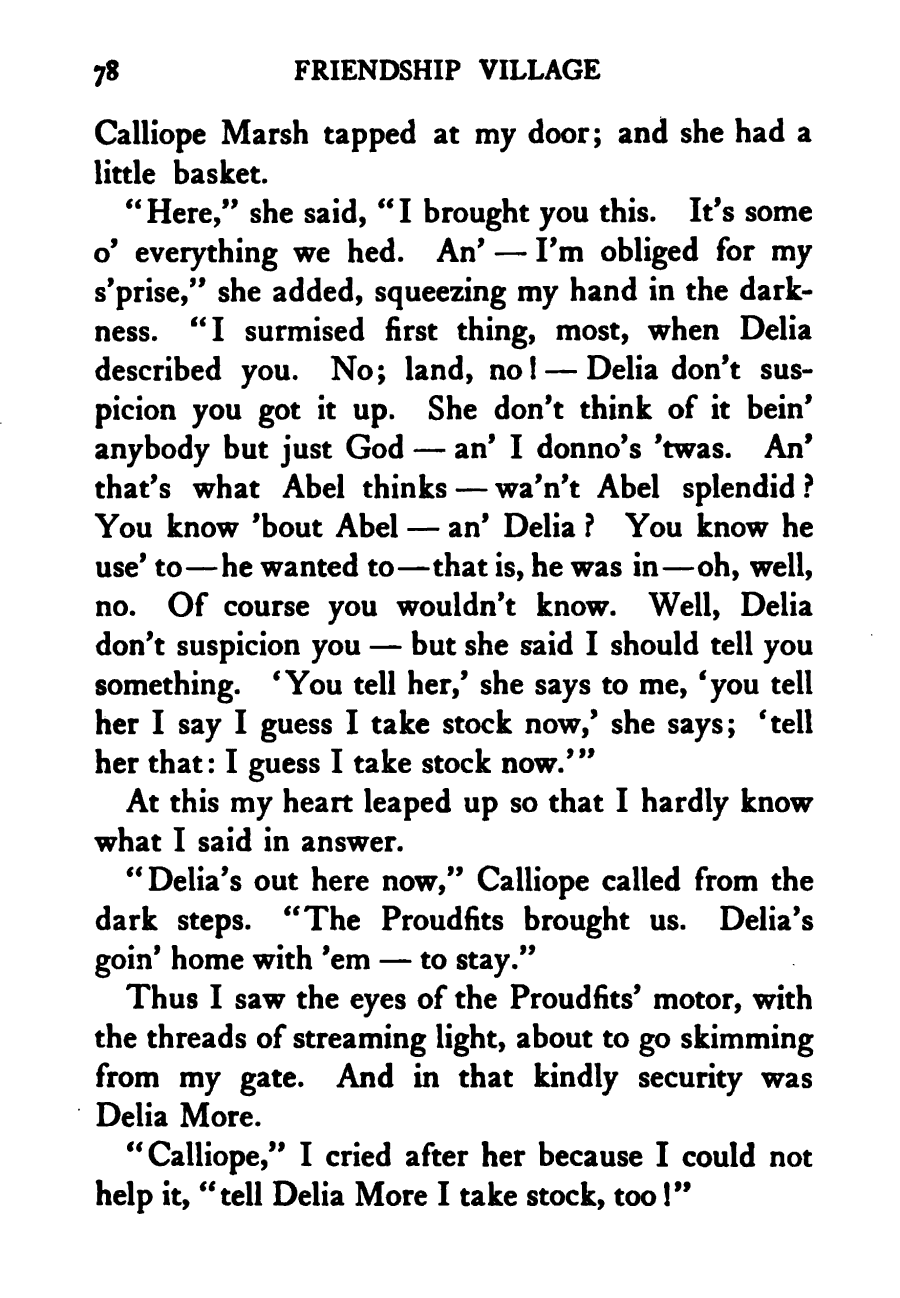 78 FRIENDSHIP VILLAGE
Calliope Marsh tapped at my door; and she had a
little basket.
"Here," she said, "I brought you this. It's some
o' everything we hed. An' — I'm obliged for my
s'prise," she added, squeezing my hand in the dark-
ness. "I surmised first thing, most, when Delia
described you. No; land, no! — Delia don't sus-
picion you got it up. She don't think of it bein'
anybody but just God — an' I donno's 'twas. An'
that's what Abel thinks — wa'n't Abel splendid?
You know 'bout Abel — an' Delia? You know he
use' to—he wanted to—that is, he was in—oh, well,
no. Of course you wouldn't know. Well, Delia
don't suspicion you — but she said I should tell you
something. 'You tell her,' she says to me, 'you tell
her I say I guess I take stock now,' she says; 'tell
her that: I guess I take stock now.'"
At this my heart leaped up so that I hardly know
what I said in answer.
"Delia's out here now," Calliope called from the
dark steps. "The Proudfits brought us. Delia's
goin' home with 'em — to stay."
Thus I saw the eyes of the Proudfits' motor, with
the threads of streaming light, about to go skimming
from my gate. And in that kindly security was
Delia More.
"Calliope," I cried after her because I could not
help it, "tell Delia More I take stock, too!"